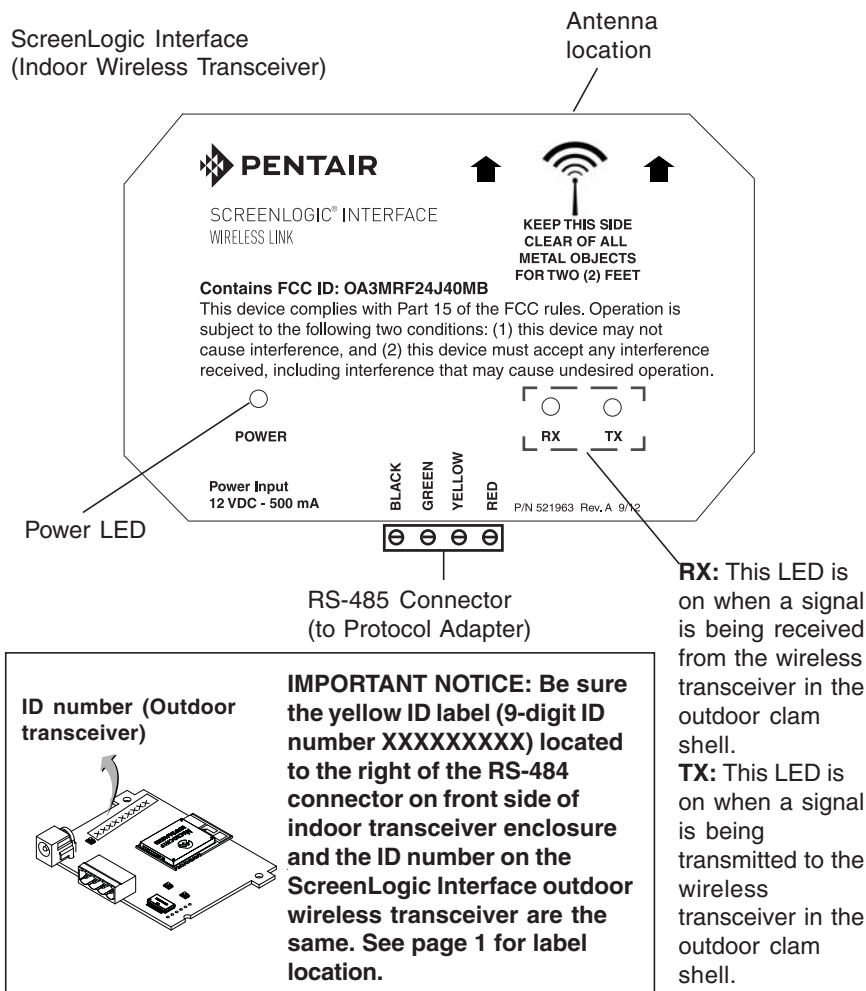 ScreenLogic Interface
(Indoor Wireless Transceiver)
Antenna
location
PENTAIR
SCREENLOGIC® INTERFACE
WIRELESS LINK
KEEP THIS SIDE
CLEAR OF ALL
METAL OBJECTS
FOR TWO (2) FEET
Contains FCC ID: OA3MRF24J40MB
This device complies with Part 15 of the FCC rules. Operation is
subject to the following two conditions: (1) this device may not
cause interference, and (2) this device must accept any interference
received, including interference that may cause undesired operation.
POWER
RX TX
Power Input
12 VDC - 500 mA
BLACK
GREEN
YELLOW
RED
P/N 521963 Rev. A 9/12
Power LED
RS-485 Connector
(to Protocol Adapter)
RX: This LED is
on when a signal
is being received
from the wireless
transceiver in the
outdoor clam
shell.
TX: This LED is
on when a signal
is being
transmitted to the
wireless
transceiver in the
outdoor clam
shell.
ID number (Outdoor
transceiver)
XXXXXXXXX
IMPORTANT NOTICE: Be sure
the yellow ID label (9-digit ID
number XXXXXXXXX) located
to the right of the RS-484
connector on front side of
indoor transceiver enclosure
and the ID number on the
ScreenLogic Interface outdoor
wireless transceiver are the
same. See page 1 for label
location.